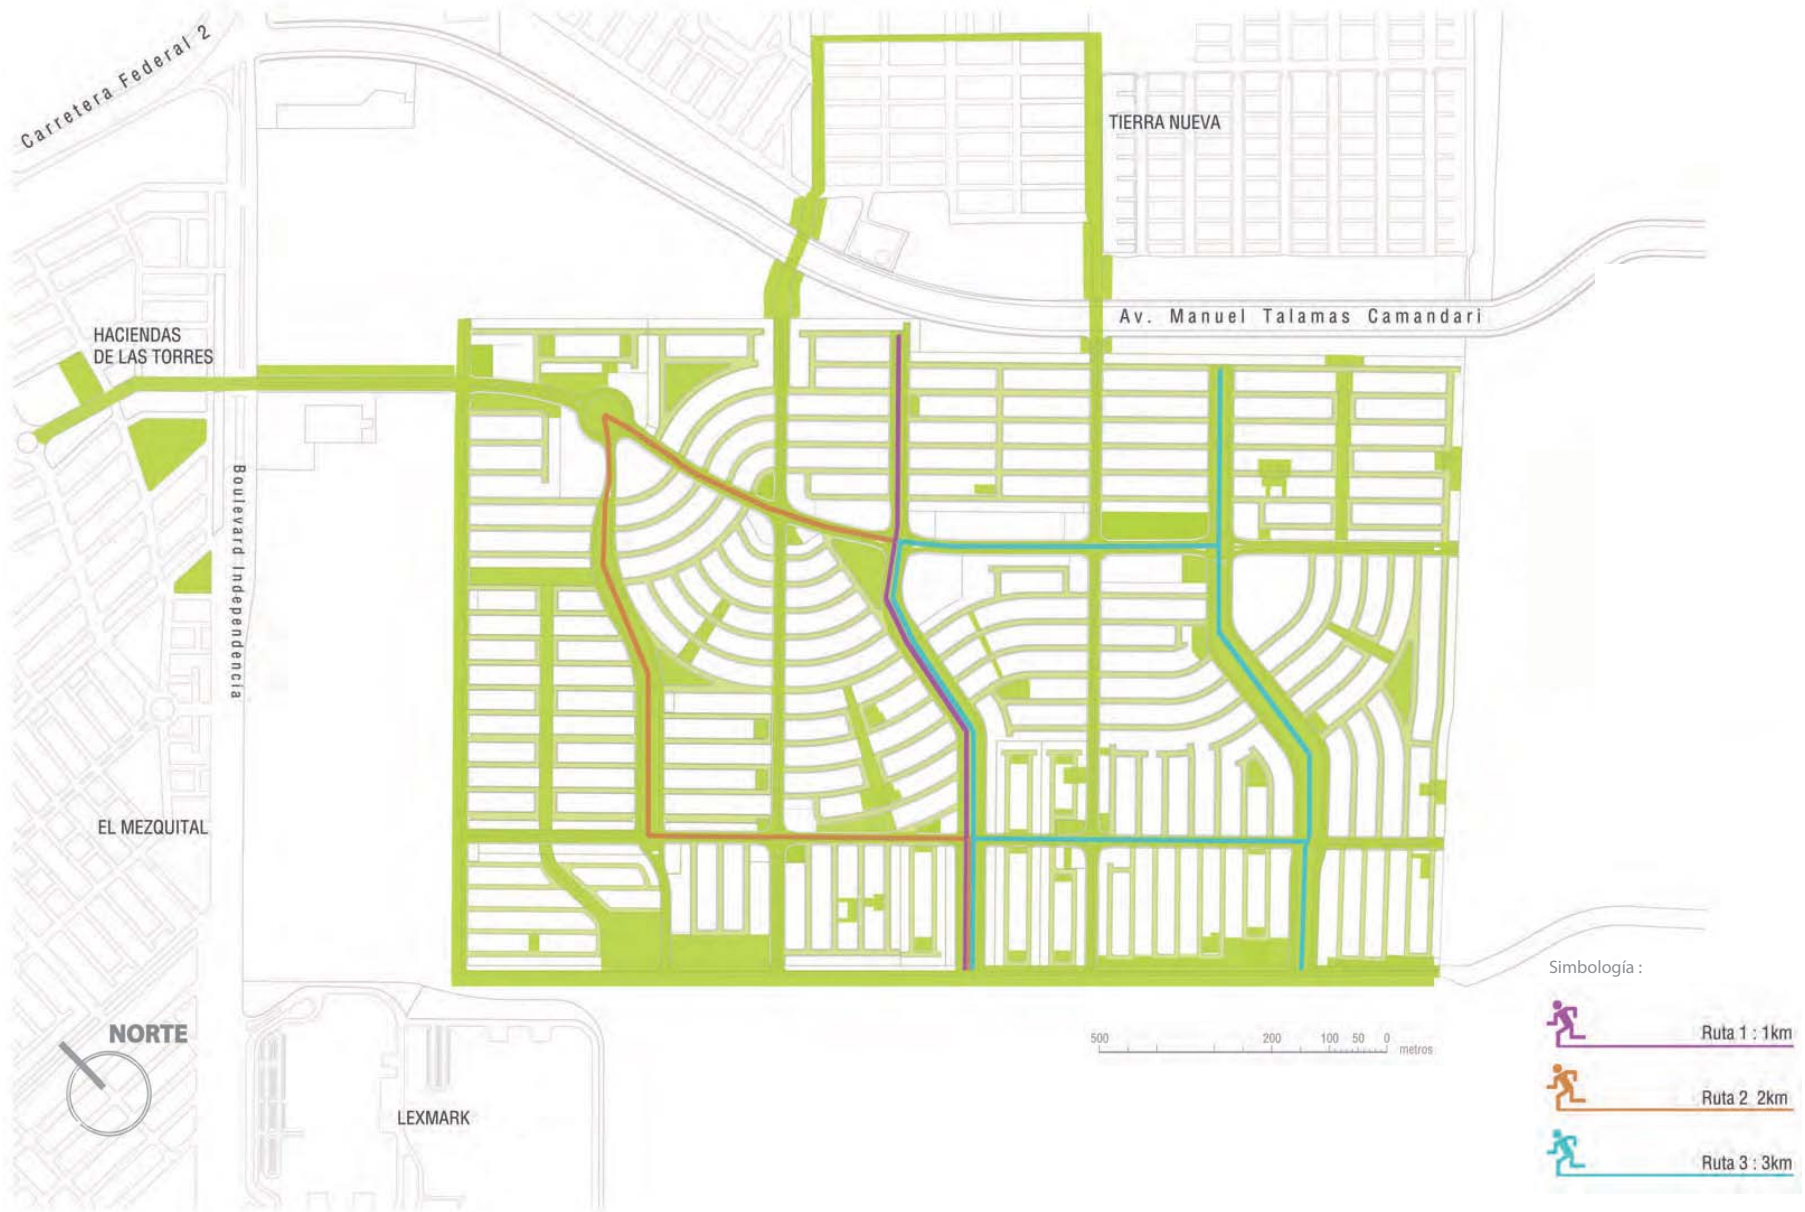 Carretera Federal 2
TIERRA NUEVA
Av. Manuel Talamas Camandari
HACIENDAS
DE LAS TORRES
Boulevard Independencia
EL MEZQUITAL
Simbología :
NORTE
500 200 100 50 0 metros
Ruta 1 : 1km
Ruta 2 2km
LEXMARK
Ruta 3 : 3km